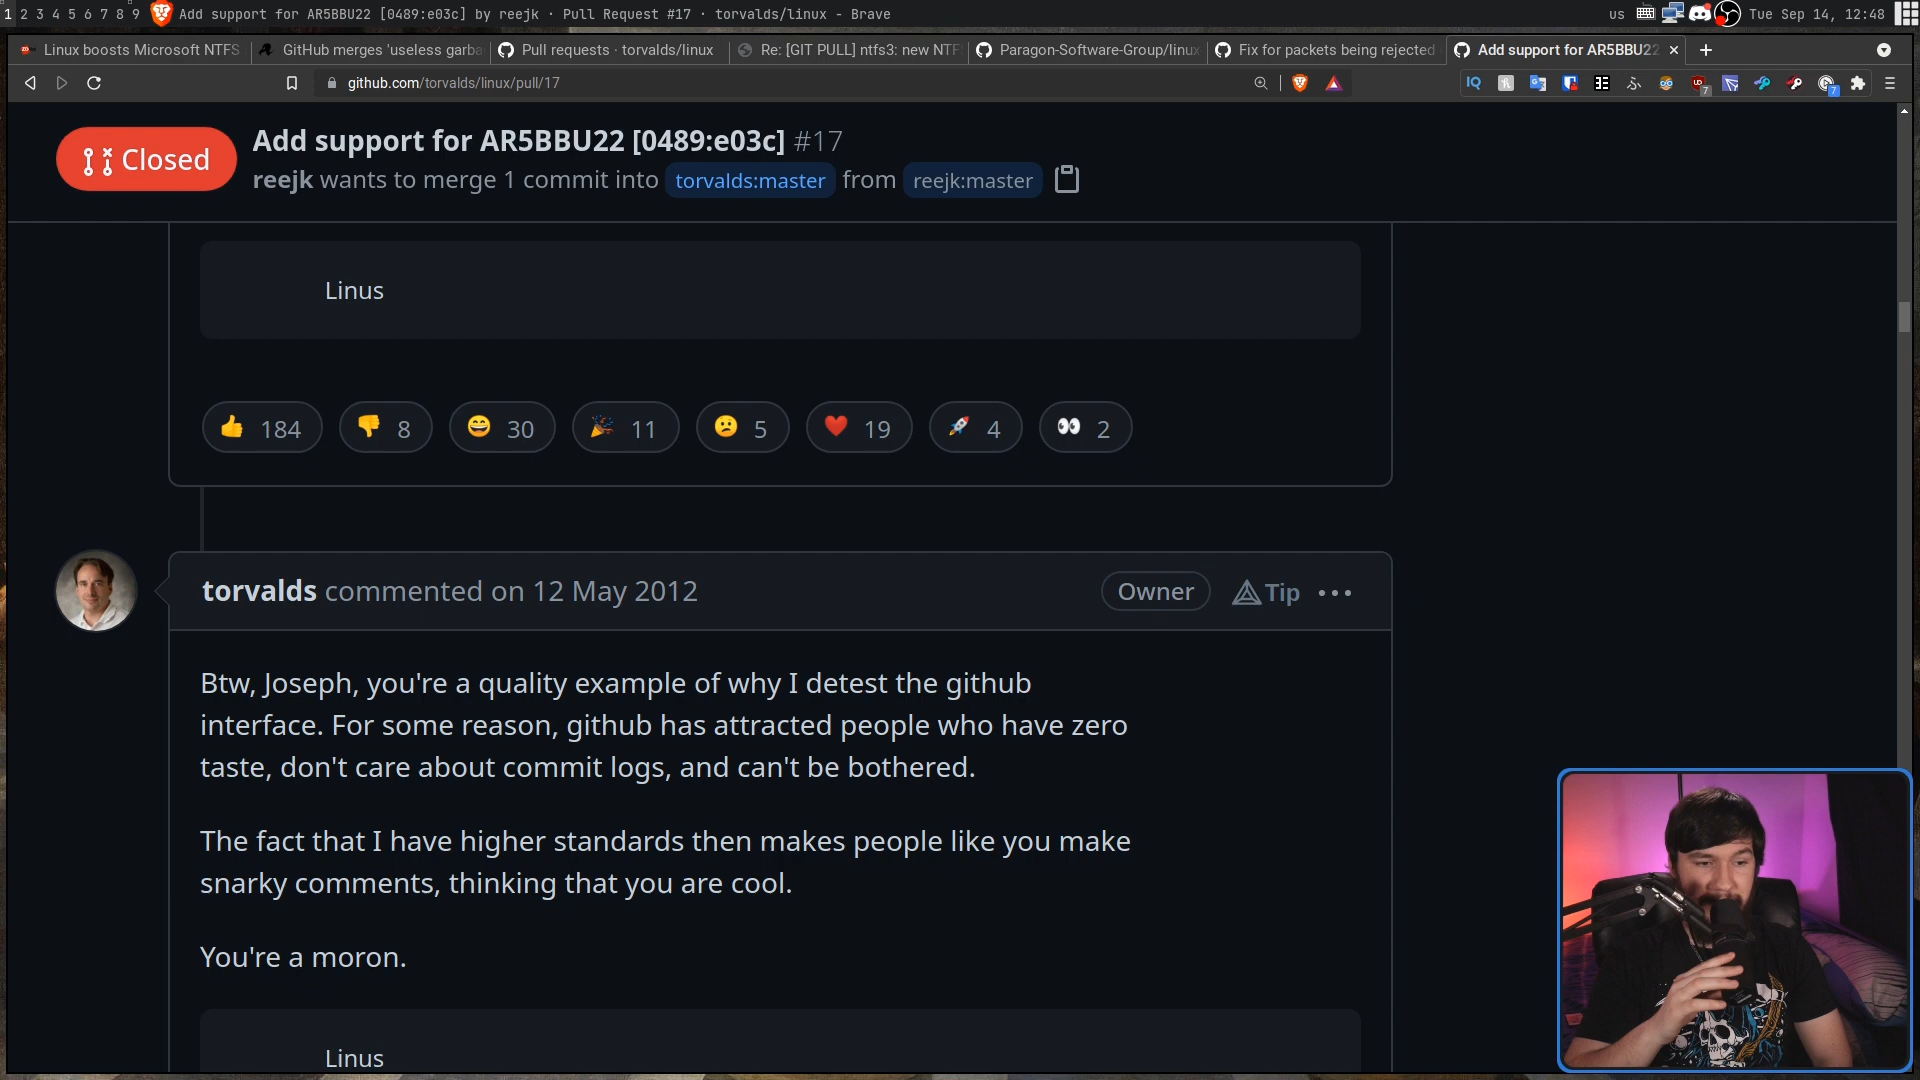 1 2 3 4 5 6 7 8 9 Add support for AR5BBU22 [0489:e03c] by reejk · Pull Request #17 · torvalds/linux - Brave us Tue Sep 14, 12:48
Linux boosts Microsoft NTFS GitHub merges 'useless garba Pull requests · torvalds/linux Re: [GIT PULL] ntfs3: new NTF Paragon-Software-Group/linux Fix for packets being rejected Add support for AR5BBU22
github.com/torvalds/linux/pull/17 IQ 7 7
Closed
Add support for AR5BBU22 [0489:e03c] #17
reejk wants to merge 1 commit into torvalds:master from reejk:master
Linus
184 8 30 11 5 19 4 2
torvalds commented on 12 May 2012 Owner Tip
Btw, Joseph, you're a quality example of why I detest the github
interface. For some reason, github has attracted people who have zero
taste, don't care about commit logs, and can't be bothered.
The fact that I have higher standards then makes people like you make
snarky comments, thinking that you are cool.
You're a moron.
Linus